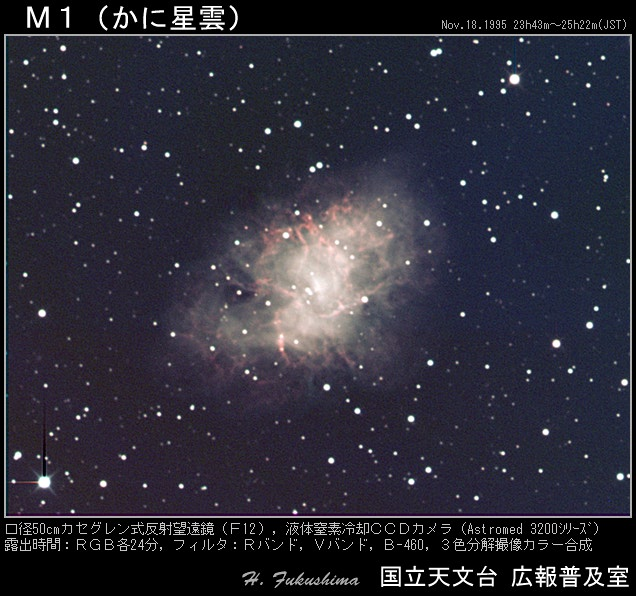 M1 (かに星雲)
Nov.18.1995 23h43m～25h22m(JST)
口径50cmカセグレン式反射望遠鏡(F12), 液体窒素冷却CCDカメラ (Astromed 3200ｼﾘｰｽﾞ)
露出時間：RGB各24分, フィルタ：Rバンド, Vバンド, B-460, 3色分解撮像カラー合成
H. Fukushima 国立天文台 広報普及室